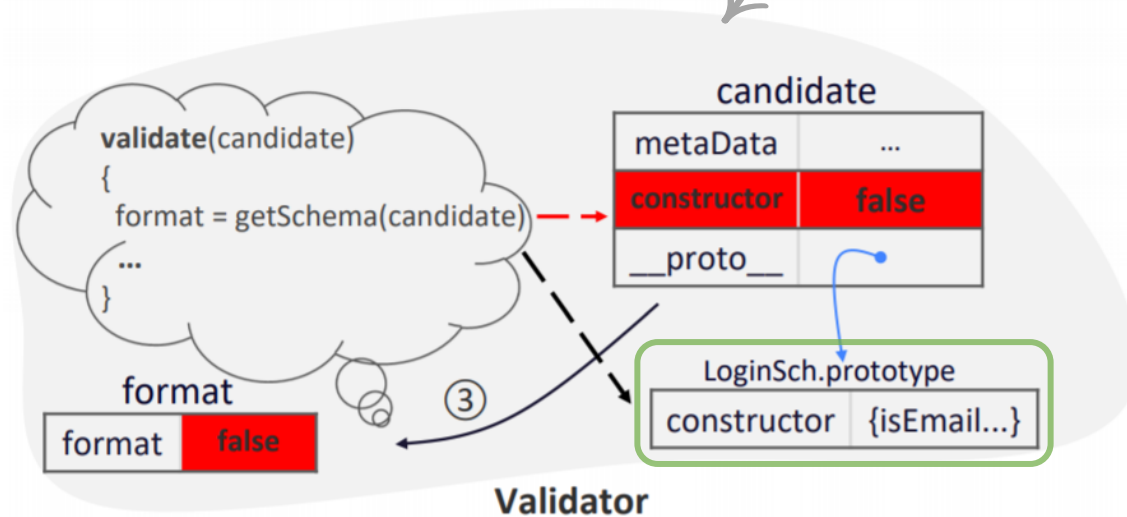 candidate
metaData ...
constructor false
__proto__
validate(candidate)
{
format = getSchema(candidate)
...
}
LoginSch.prototype
constructor {isEmail...}
format
format false
③
Validator